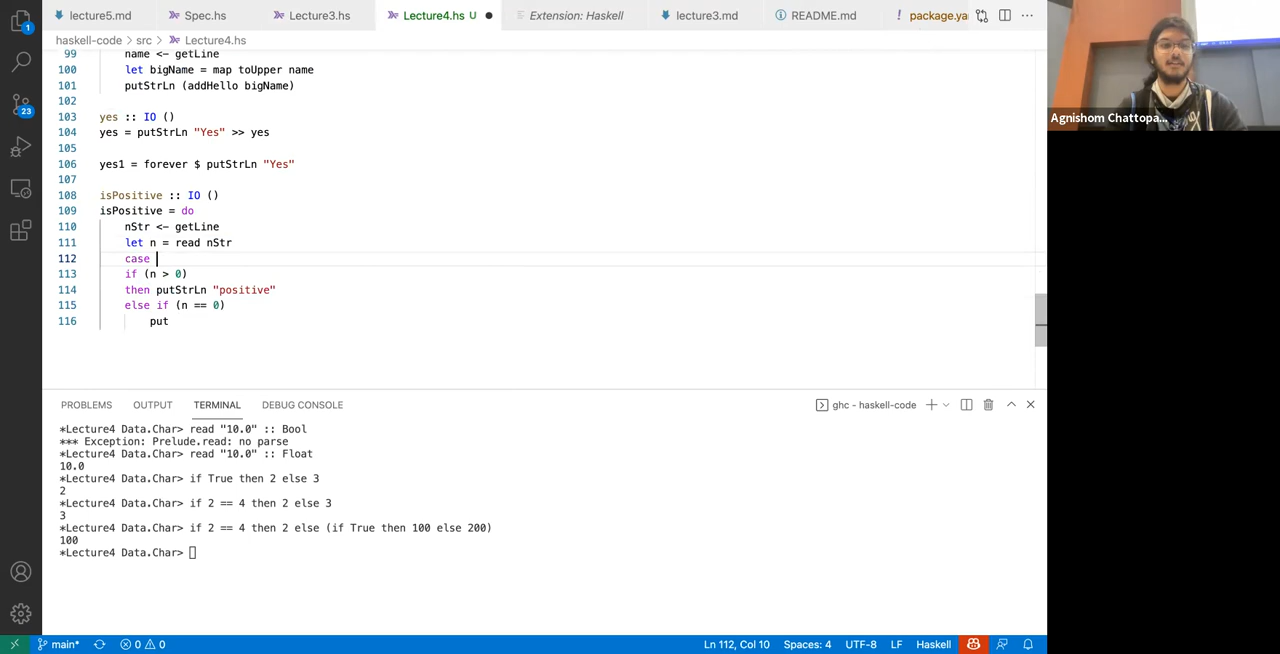 lecture5.md Spec.hs Lecture3.hs Lecture4.hs U Extension: Haskell lecture3.md README.md package.ya
haskell-code > src > Lecture4.hs
99 name <- getLine
100 let bigName = map toUpper name
101 putStrLn (addHello bigName)
102
103 yes :: IO ()
104 yes = putStrLn "Yes" >> yes
105
106 yes1 = forever $ putStrLn "Yes"
107
108 isPositive :: IO ()
109 isPositive = do
110 nStr <- getLine
111 let n = read nStr
112 case
113 if (n > 0)
114 then putStrLn "positive"
115 else if (n == 0)
116 put
1
23
PROBLEMS OUTPUT TERMINAL DEBUG CONSOLE ghc - haskell-code
*Lecture4 Data.Char> read "10.0" :: Bool
*** Exception: Prelude.read: no parse
*Lecture4 Data.Char> read "10.0" :: Float
10.0
*Lecture4 Data.Char> if True then 2 else 3
2
*Lecture4 Data.Char> if 2 == 4 then 2 else 3
3
*Lecture4 Data.Char> if 2 == 4 then 2 else (if True then 100 else 200)
100
*Lecture4 Data.Char>
main* 0 0 Ln 112, Col 10 Spaces: 4 UTF-8 LF Haskell
Agnishom Chattopa...